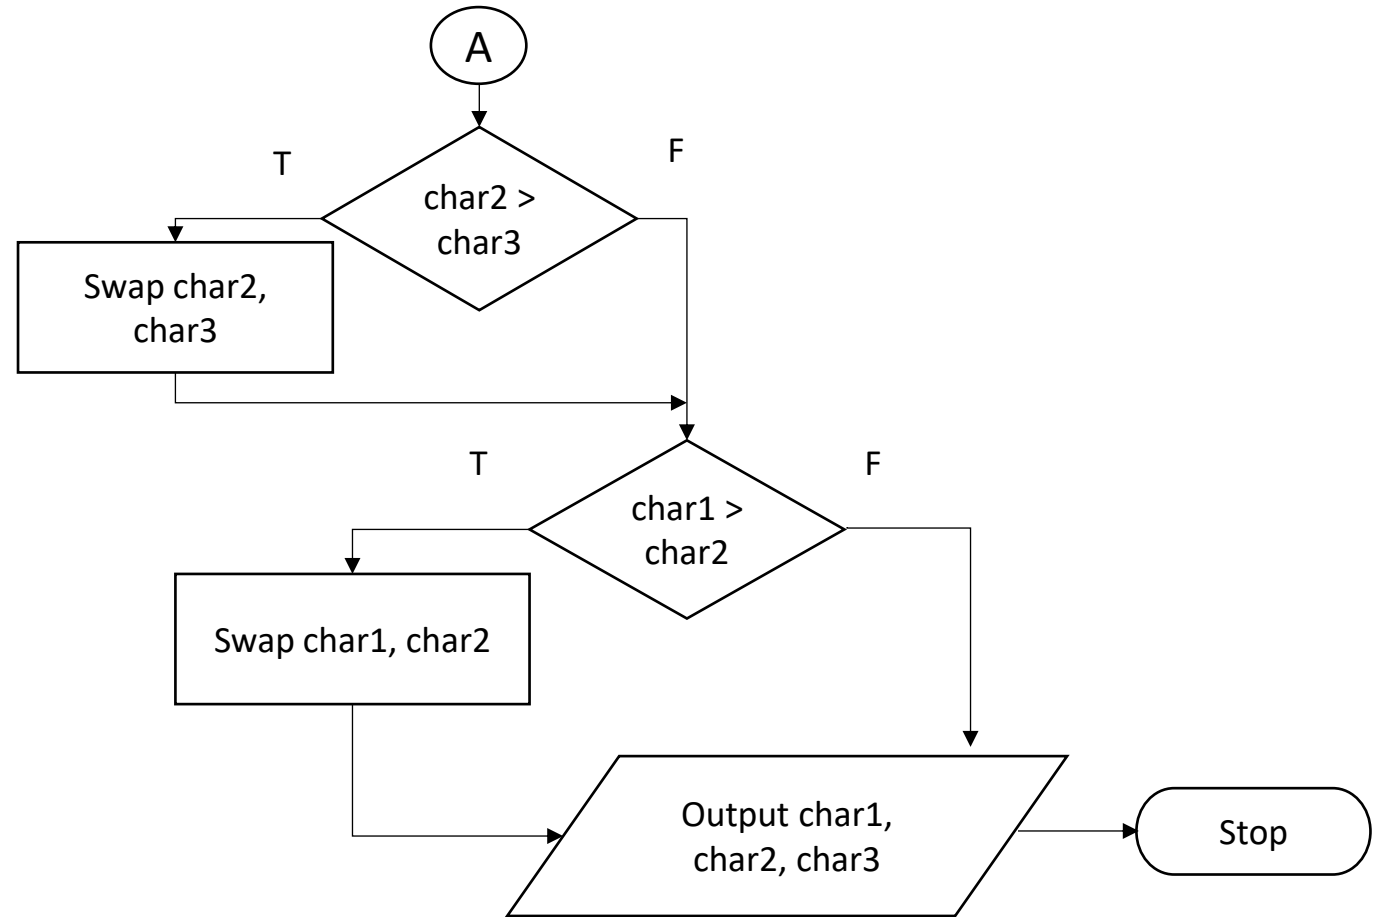 A
T
F
char2 >
char3
Swap char2,
char3
T
F
char1 >
char2
Swap char1, char2
Output char1,
char2, char3
Stop